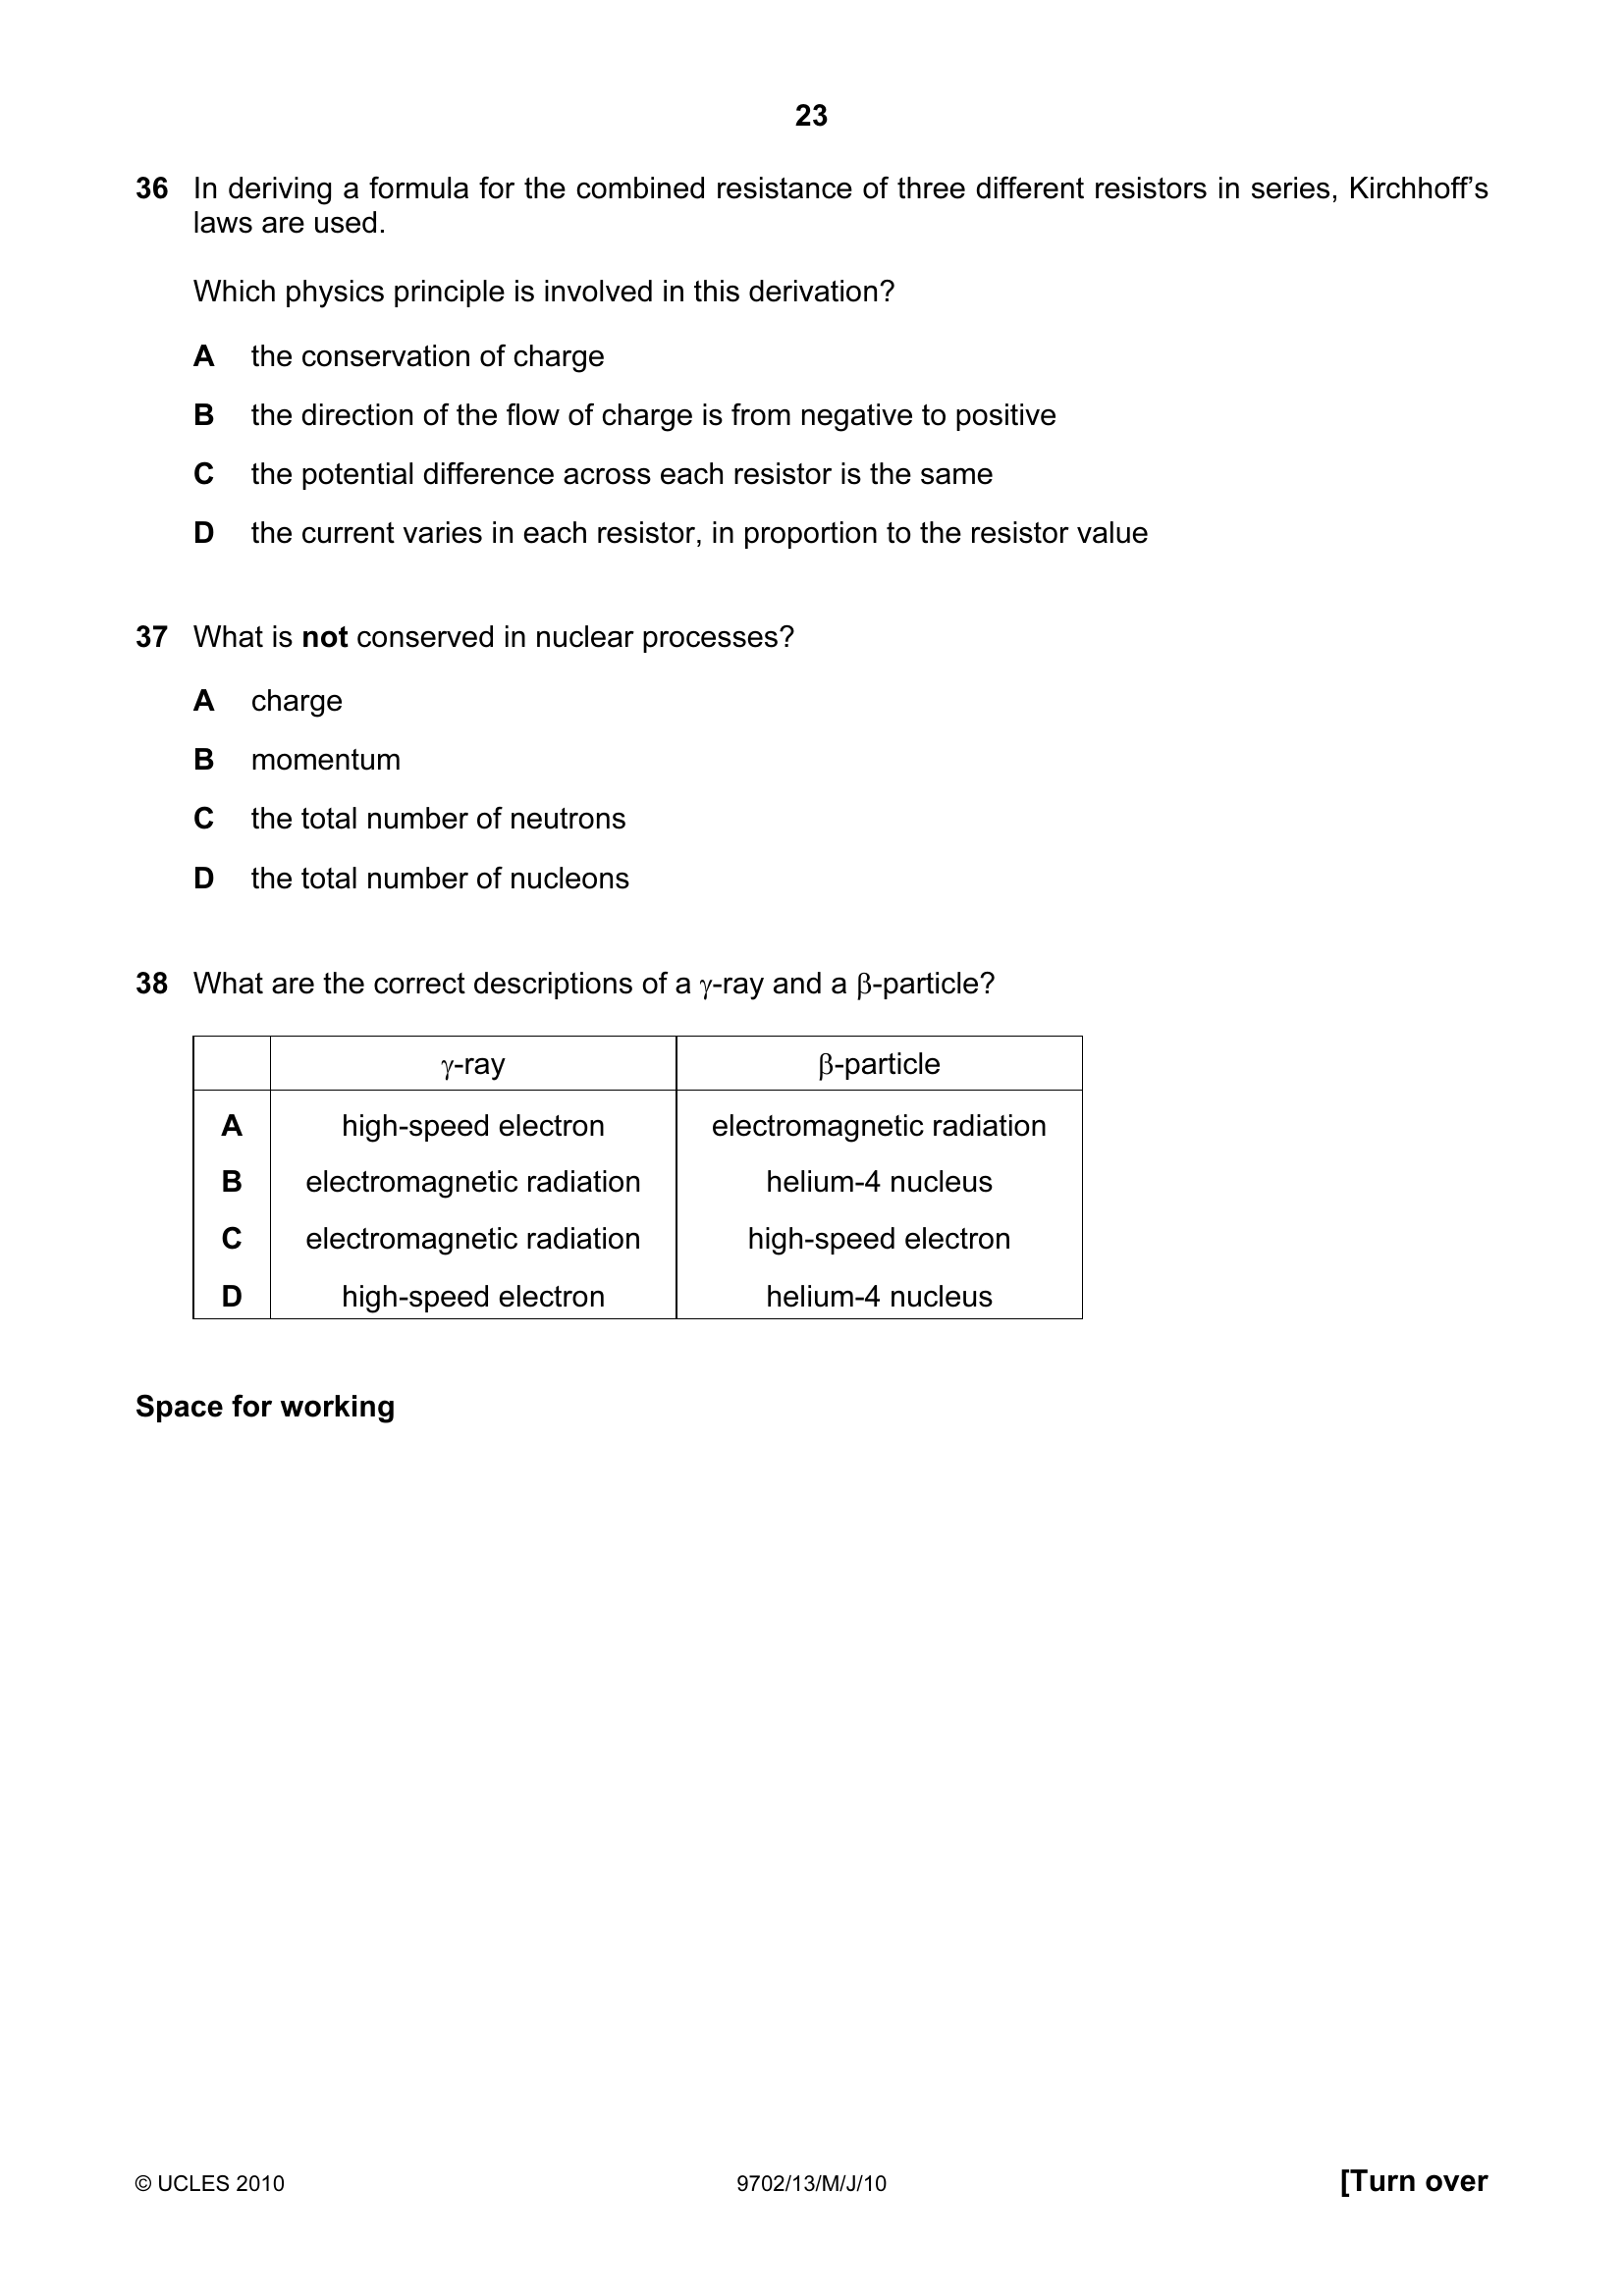 23
36 In deriving a formula for the combined resistance of three different resistors in series, Kirchhoff’s
laws are used.
Which physics principle is involved in this derivation?
A the conservation of charge
B the direction of the flow of charge is from negative to positive
C the potential difference across each resistor is the same
D the current varies in each resistor, in proportion to the resistor value
37 What is not conserved in nuclear processes?
A charge
B momentum
C the total number of neutrons
D the total number of nucleons
38 What are the correct descriptions of a γ-ray and a β-particle?
γ-ray β-particle
A high-speed electron electromagnetic radiation
B electromagnetic radiation helium-4 nucleus
C electromagnetic radiation high-speed electron
D high-speed electron helium-4 nucleus
Space for working
© UCLES 2010 9702/13/M/J/10 [Turn over